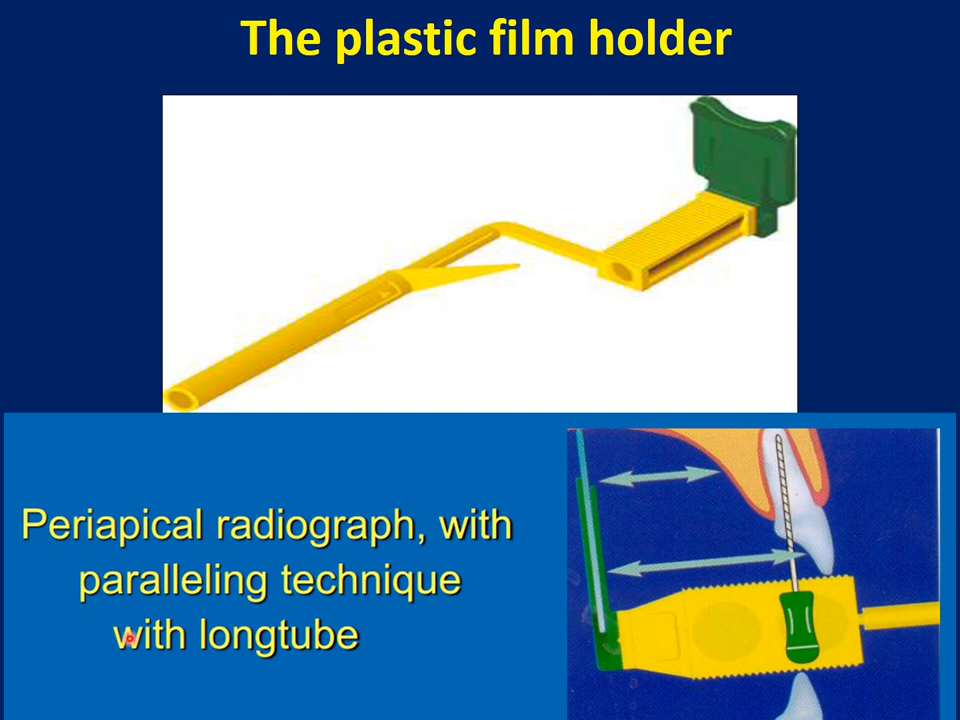 The plastic film holder
Periapical radiograph, with
paralleling technique
with longtube